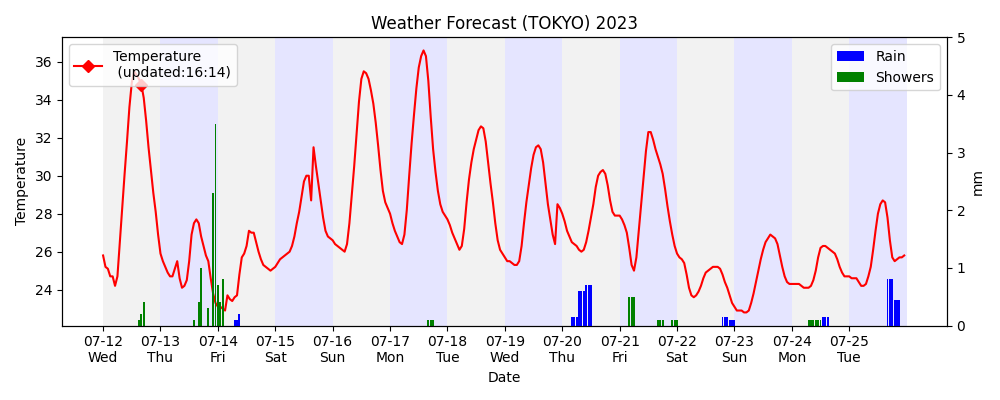 Weather Forecast (TOKYO) 2023
Temperature
(updated:16:14)
Rain
Showers
Temperature
36
34
32
30
28
26
24
5
4
3
2
1
0
mm
07-12 07-13 07-14 07-15 07-16 07-17 07-18 07-19 07-20 07-21 07-22 07-23 07-24 07-25
Wed Thu Fri Sat Sun Mon Tue Wed Thu Fri Sat Sun Mon Tue
Date